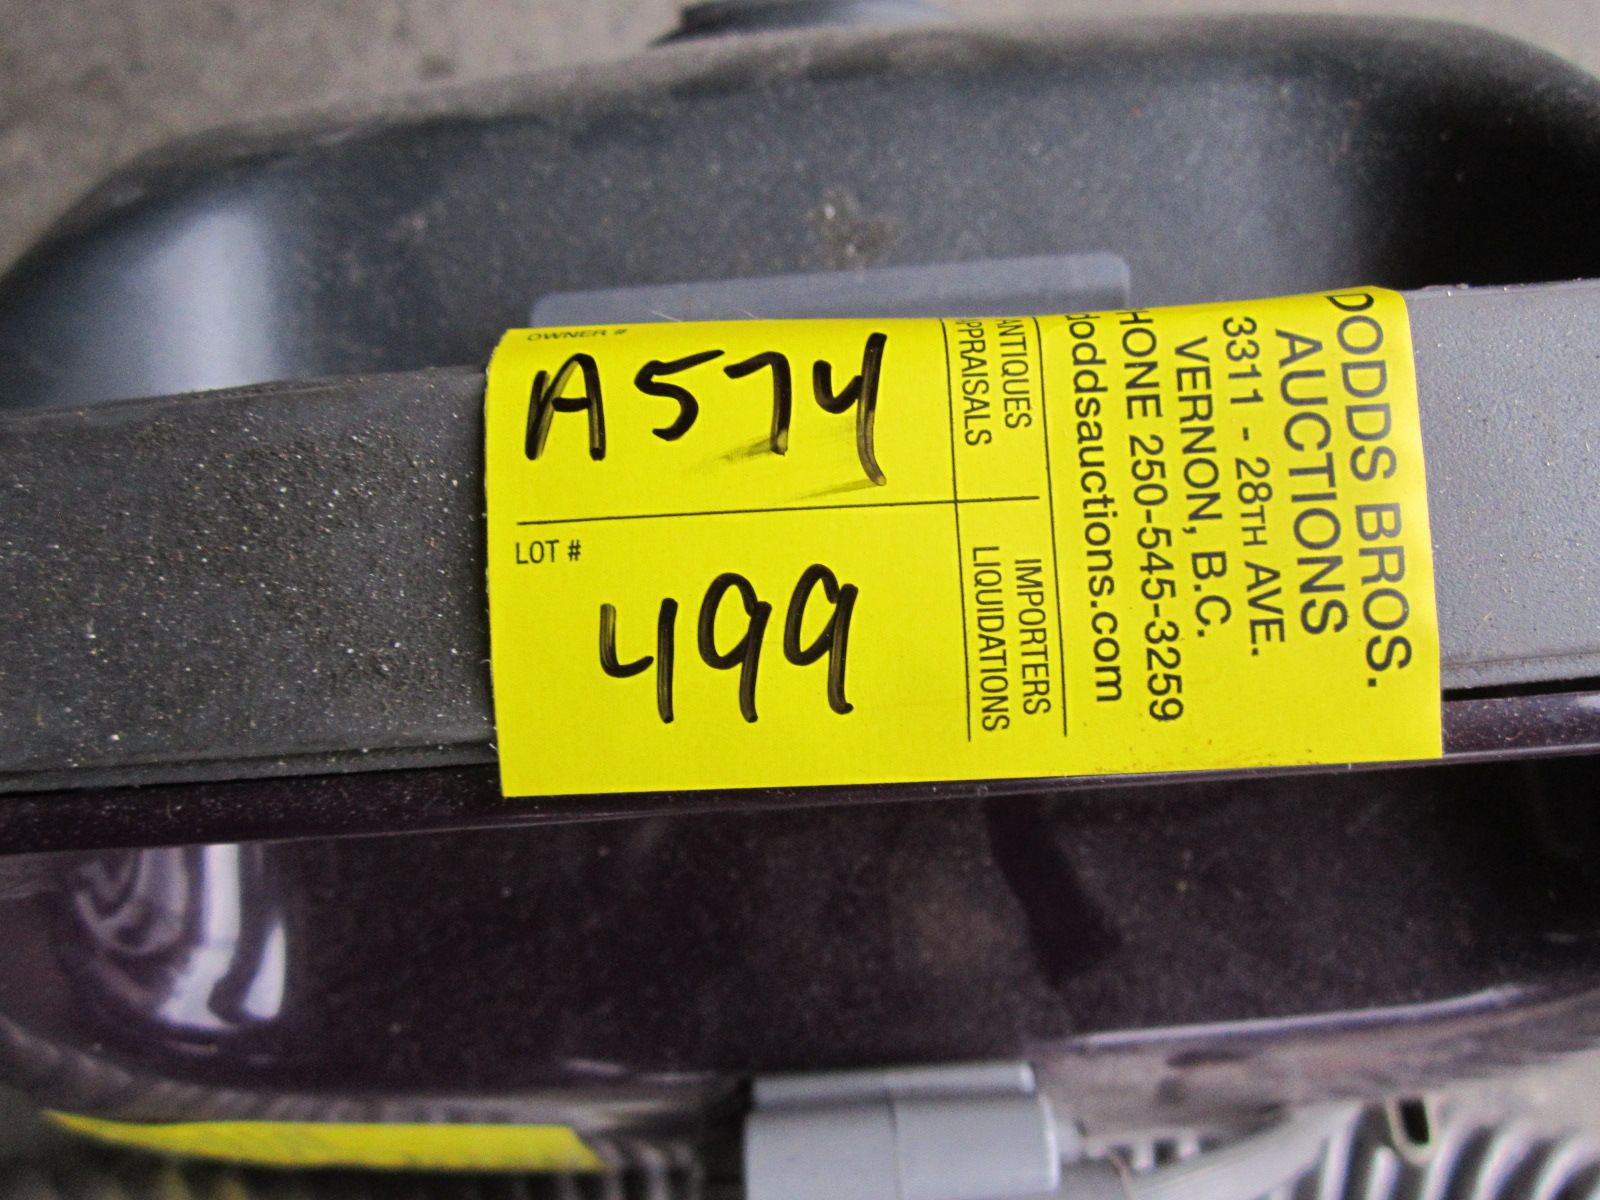 OWNER #
A574
LOT #
499
ANTIQUES
APPRAISALS
IMPORTERS
LIQUIDATIONS
DODDS BROS.
AUCTIONS
3311 - 28TH AVE.
VERNON, B.C.
HONE 250-545-3259
doddsauctions.com